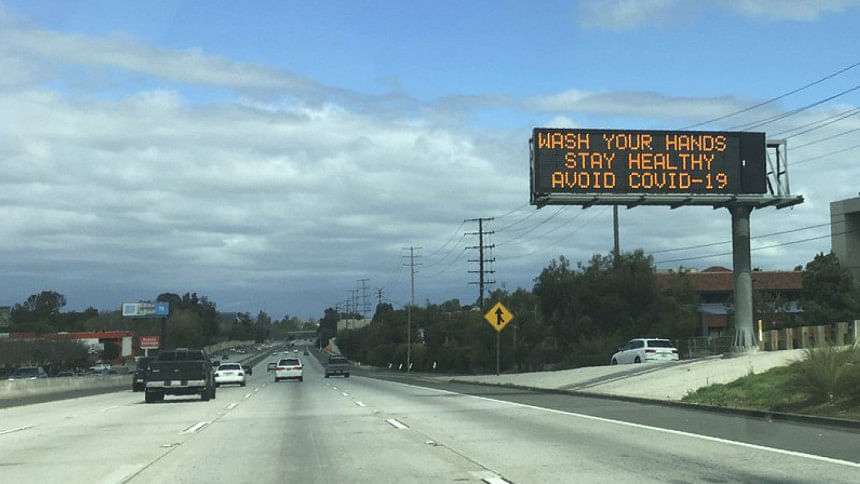 WASH YOUR HANDS
STAY HEALTHY
AVOID COVID-19